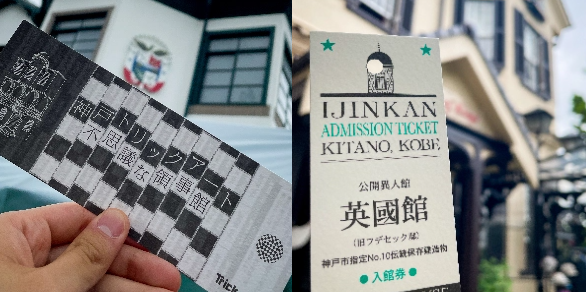 神戸トリックアート
不思議な領事館
Trick
IJINKAN
ADMISSION TICKET
KITANO, KOBE
公開異人館
英國館
(旧フデセック邸)
神戸市指定No.10伝統的建造物
●入館券●